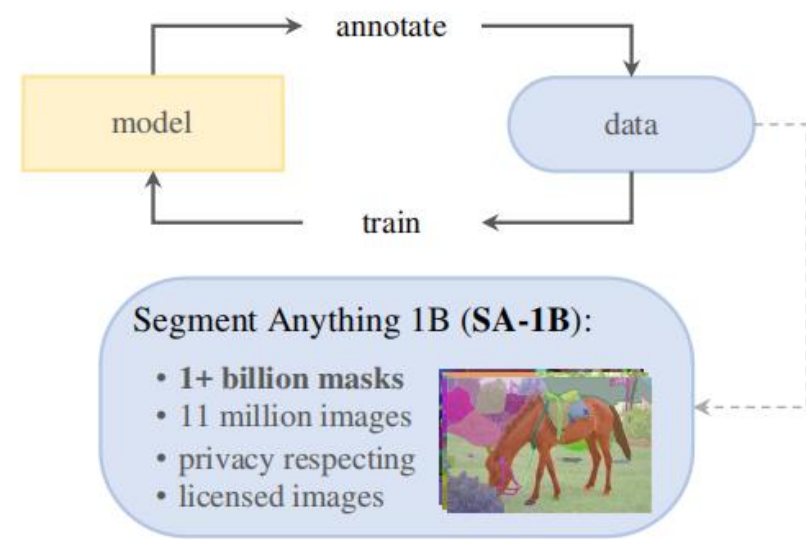 annotate
model
data
train
Segment Anything 1B (SA-1B):
• 1+ billion masks
• 11 million images
• privacy respecting
• licensed images